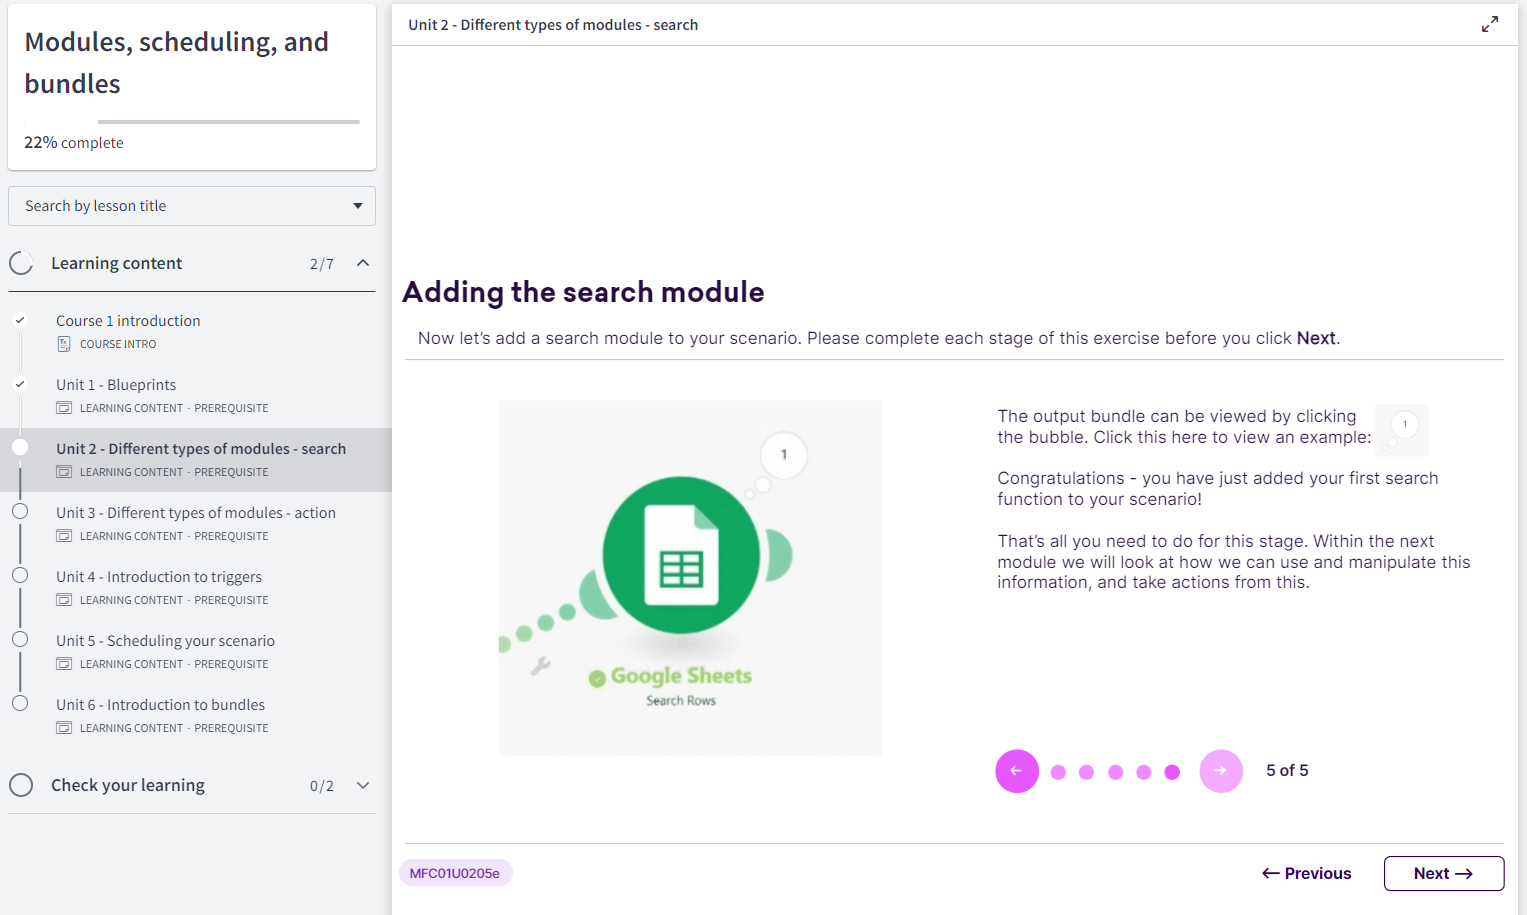 Modules, scheduling, and
bundles
22% complete
Search by lesson title
Learning content 2/7
Course 1 introduction
COURSE INTRO
Unit 1 - Blueprints
LEARNING CONTENT · PREREQUISITE
Unit 2 - Different types of modules - search
LEARNING CONTENT · PREREQUISITE
Unit 3 - Different types of modules - action
LEARNING CONTENT · PREREQUISITE
Unit 4 - Introduction to triggers
LEARNING CONTENT · PREREQUISITE
Unit 5 - Scheduling your scenario
LEARNING CONTENT · PREREQUISITE
Unit 6 - Introduction to bundles
LEARNING CONTENT · PREREQUISITE
Check your learning 0/2
Unit 2 - Different types of modules - search
Adding the search module
Now let’s add a search module to your scenario. Please complete each stage of this exercise before you click Next.
1
Google Sheets
Search Rows
The output bundle can be viewed by clicking
the bubble. Click this here to view an example:
1
Congratulations - you have just added your first search
function to your scenario!
That’s all you need to do for this stage. Within the next
module we will look at how we can use and manipulate this
information, and take actions from this.
5 of 5
MFC01U0205e
← Previous
Next →